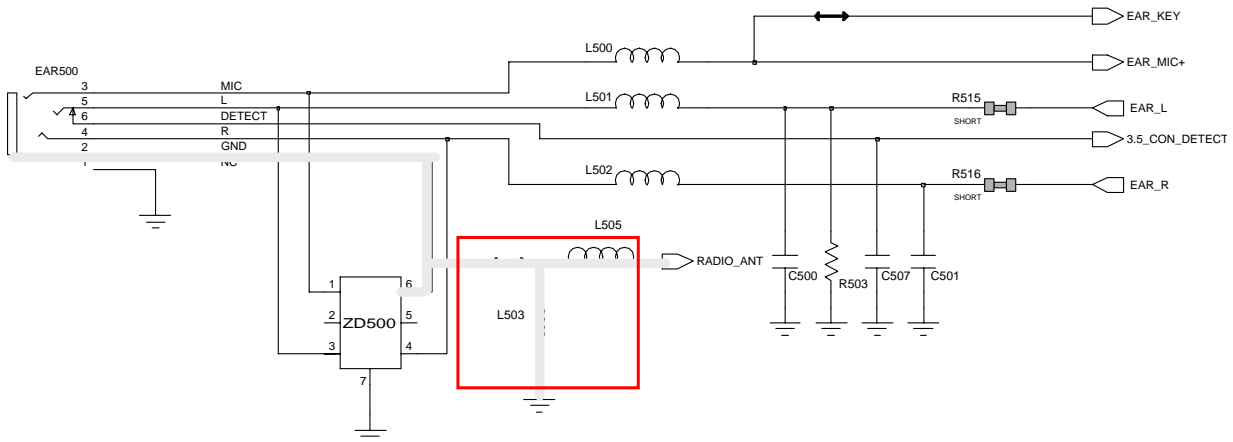 EAR_KEY
L500
EAR_MIC+
EAR500
3 MIC
5 L
L501
R515
SHORT
EAR_L
6 DETECT
3.5_CON_DETECT
4 R
2 GND
1 NC
L502
R516
SHORT
EAR_R
L505
RADIO_ANT
C500
R503
C507
C501
1
6
L503
2
ZD500
5
3
4
7